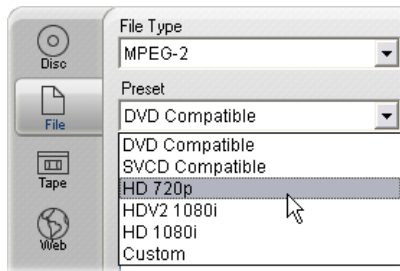 File Type
MPEG-2
Preset
DVD Compatible
DVD Compatible
SVCD Compatible
HD 720p
HDV2 1080i
HD 1080i
Custom
Disc
File
Tape
Web